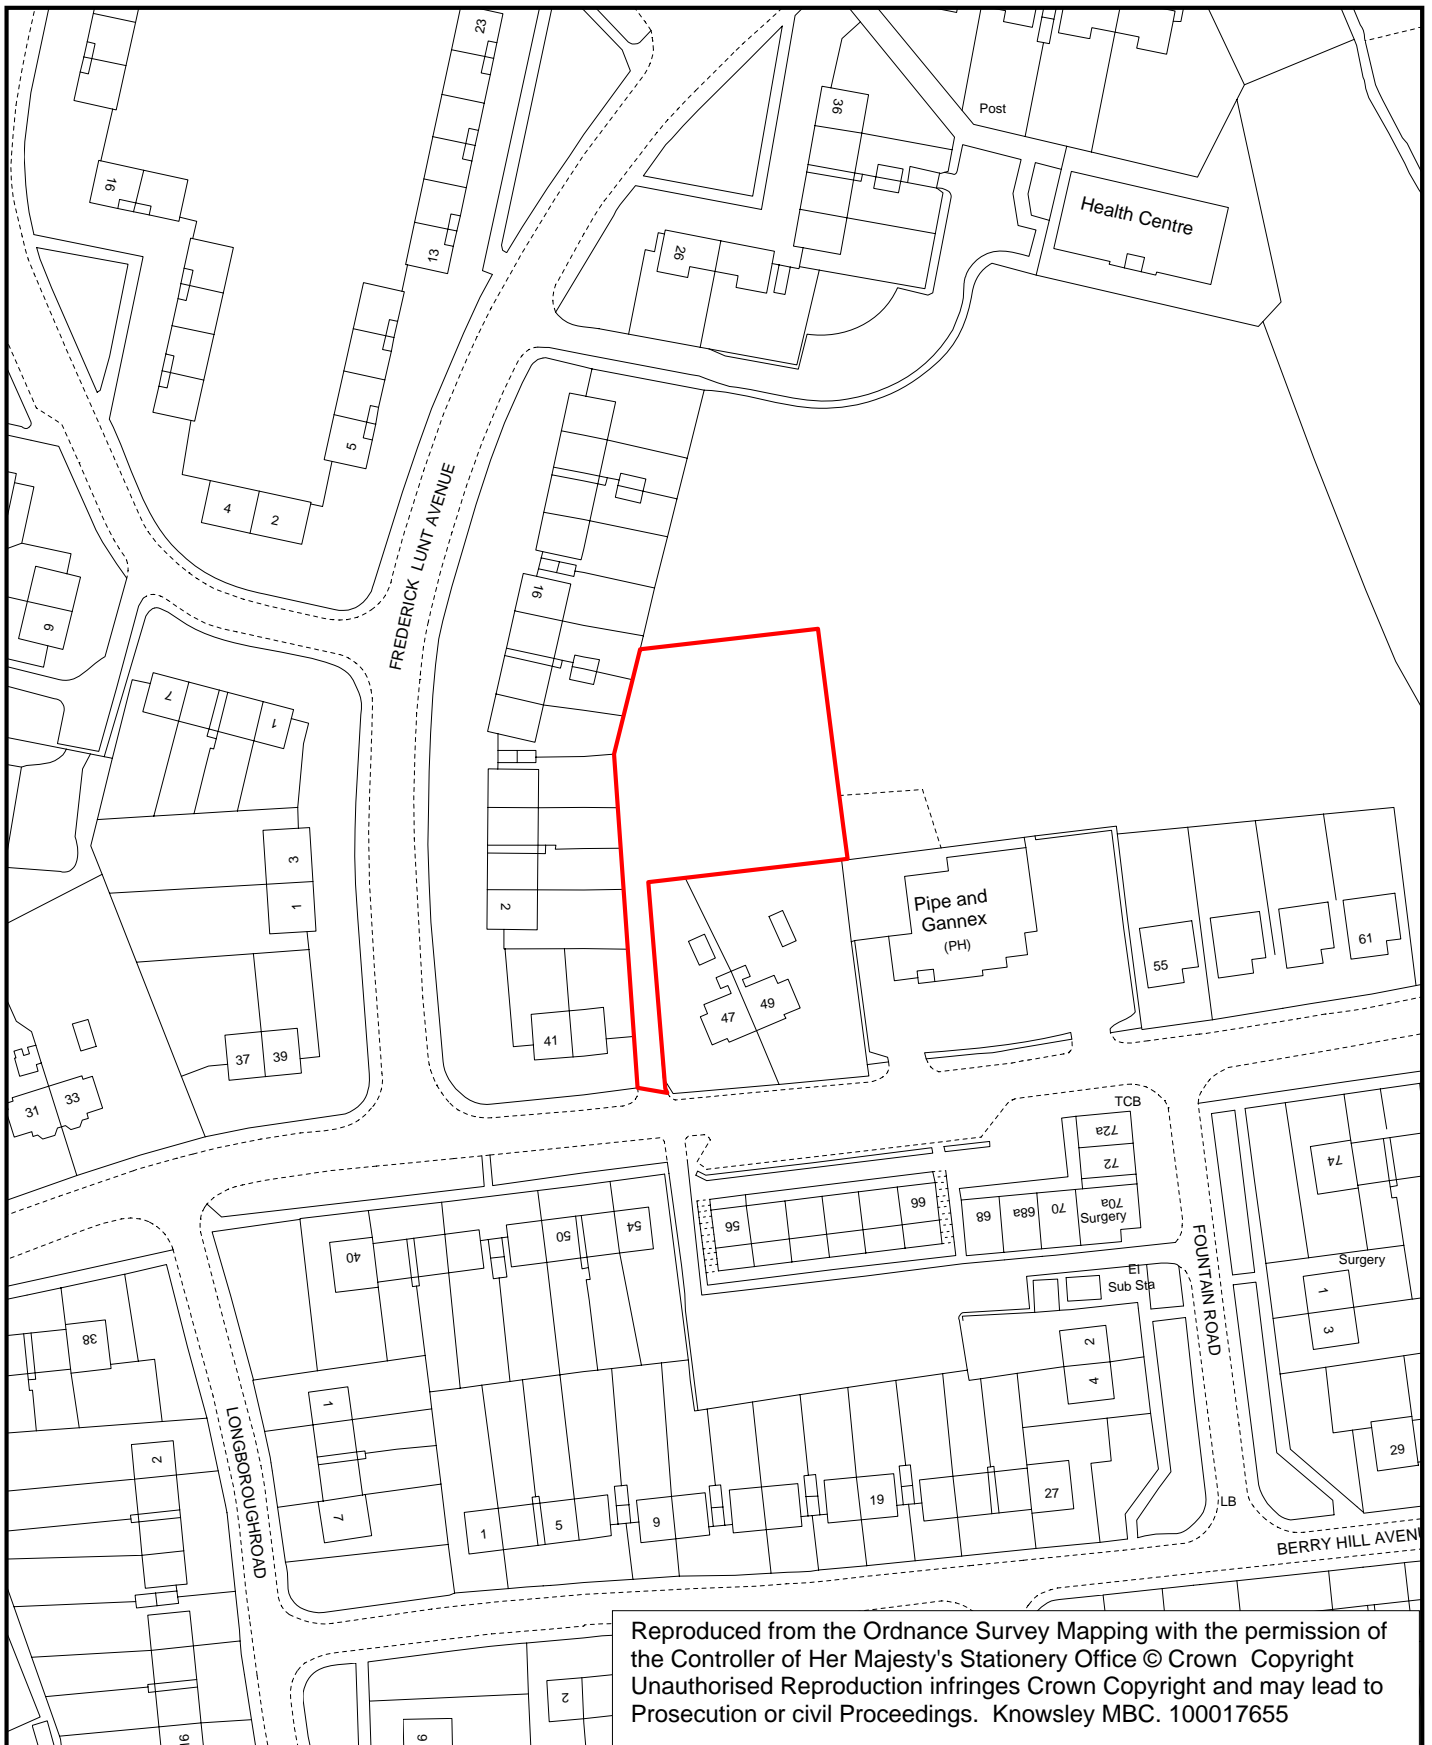 23
36
Post
16
Health Centre
13
26
5
4
2
FREDERICK LUNT AVENUE
16
6
7
1
3
1
2
Pipe and
Gannex
(PH)
61
55
49
47
41
37
39
33
31
TCB
72a
72
74
66
56
68
68a
70
70a
Surgery
54
50
40
FOUNTAIN ROAD
Surgery
El
Sub Sta
1
3
2
4
38
1
LONGBOROUGHROAD
2
29
7
1
5
9
19
27
LB
BERRY HILL AVEN
Reproduced from the Ordnance Survey Mapping with the permission of
the Controller of Her Majesty's Stationery Office © Crown Copyright
Unauthorised Reproduction infringes Crown Copyright and may lead to
Prosecution or civil Proceedings. Knowsley MBC. 100017655
2